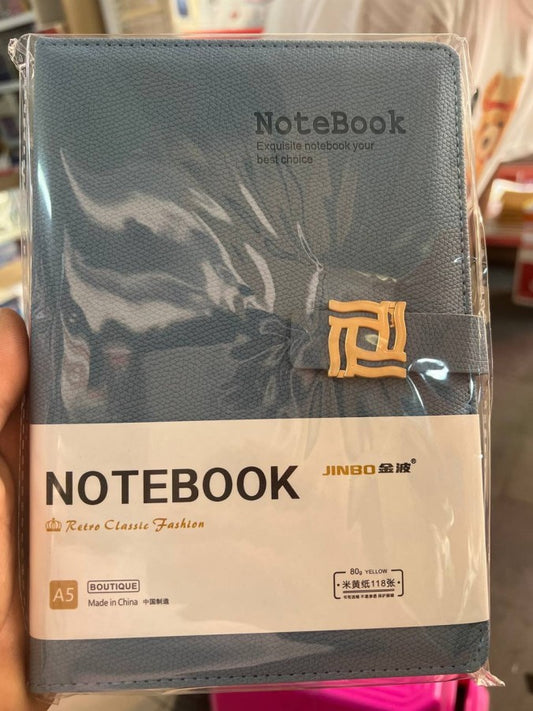 NoteBook
Exquisite notebook your
best choice
NOTEBOOK
JINBO金波®
Retro Classic Fashion
A5
BOUTIQUE
Made in China 中国制造
80g YELLOW
·米黄纸118张·